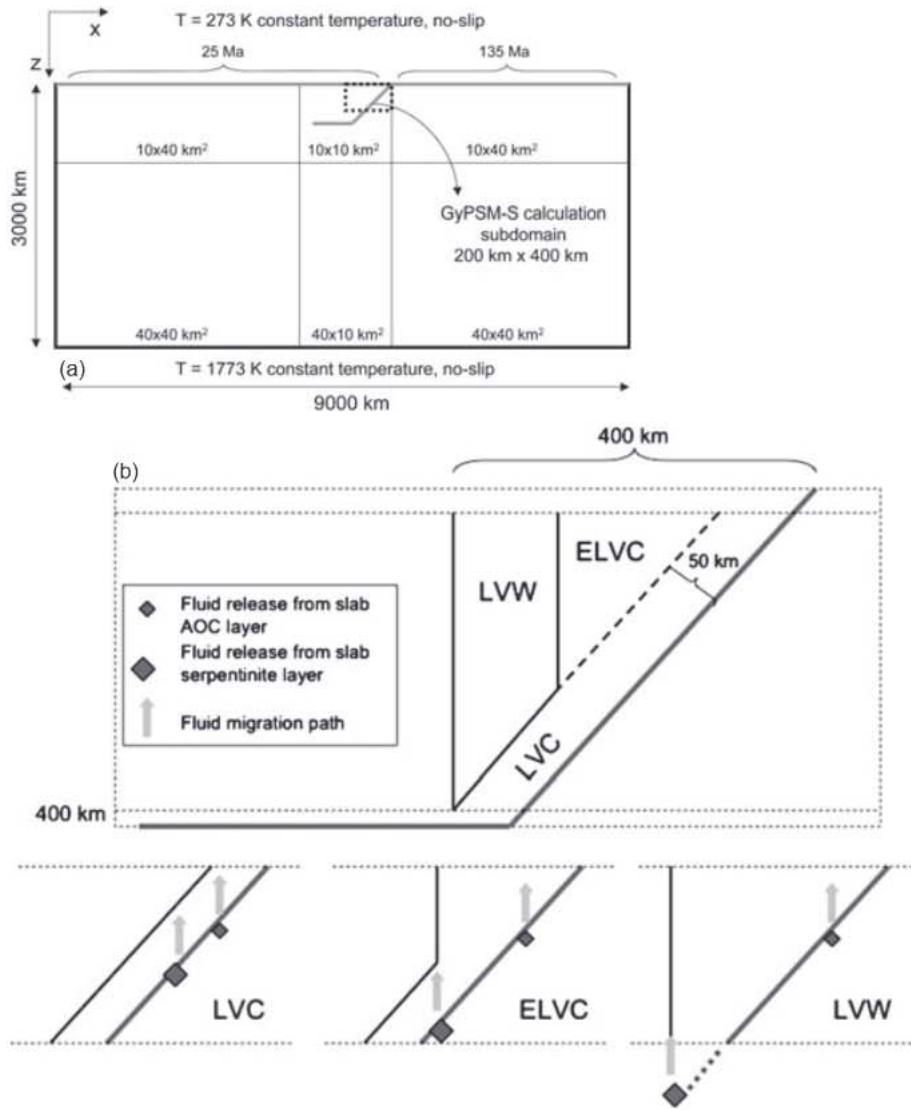 T = 273 K constant temperature, no-slip
X
Z
25 Ma
135 Ma
10x40 km²
10x10 km²
10x40 km²
3000 km
GyPSM-S calculation
subdomain
200 km x 400 km
40x40 km²
40x10 km²
40x40 km²
(a)
T = 1773 K constant temperature, no-slip
9000 km
(b)
400 km
ELVC
50 km
LVW
Fluid release from slab
AOC layer
Fluid release from slab
serpentinite layer
Fluid migration path
LVC
400 km
LVC
ELVC
LVW